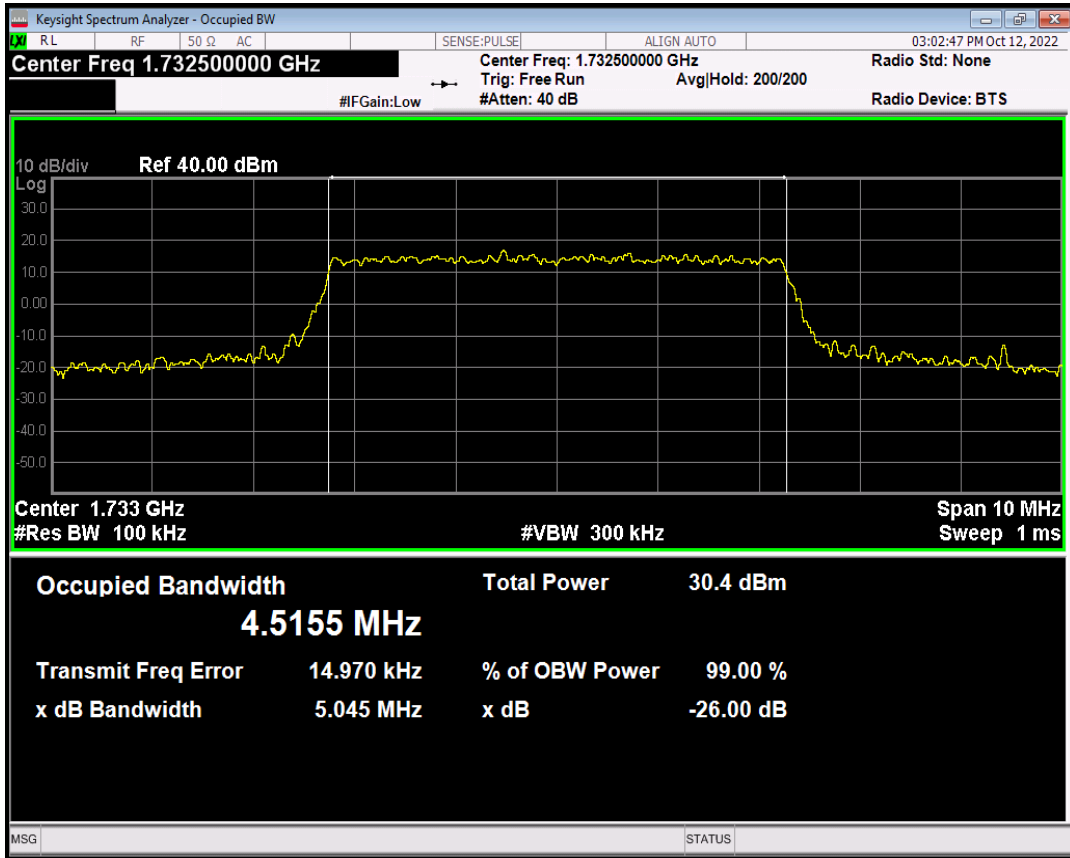 Keysight Spectrum Analyzer - Occupied BW
LXI RL RF 50 Ω AC SENSE:PULSE ALIGN AUTO 03:02:47 PM Oct 12, 2022
Center Freq 1.732500000 GHz
Center Freq: 1.732500000 GHz
Radio Std: None
Trig: Free Run Avg|Hold: 200/200
#IFGain:Low #Atten: 40 dB Radio Device: BTS
10 dB/div Ref 40.00 dBm
Log
30.0
20.0
10.0
0.00
-10.0
-20.0
-30.0
-40.0
-50.0
Center 1.733 GHz Span 10 MHz
#Res BW 100 kHz #VBW 300 kHz Sweep 1 ms
Occupied Bandwidth Total Power 30.4 dBm
4.5155 MHz
Transmit Freq Error 14.970 kHz % of OBW Power 99.00 %
x dB Bandwidth 5.045 MHz x dB -26.00 dB
MSG STATUS